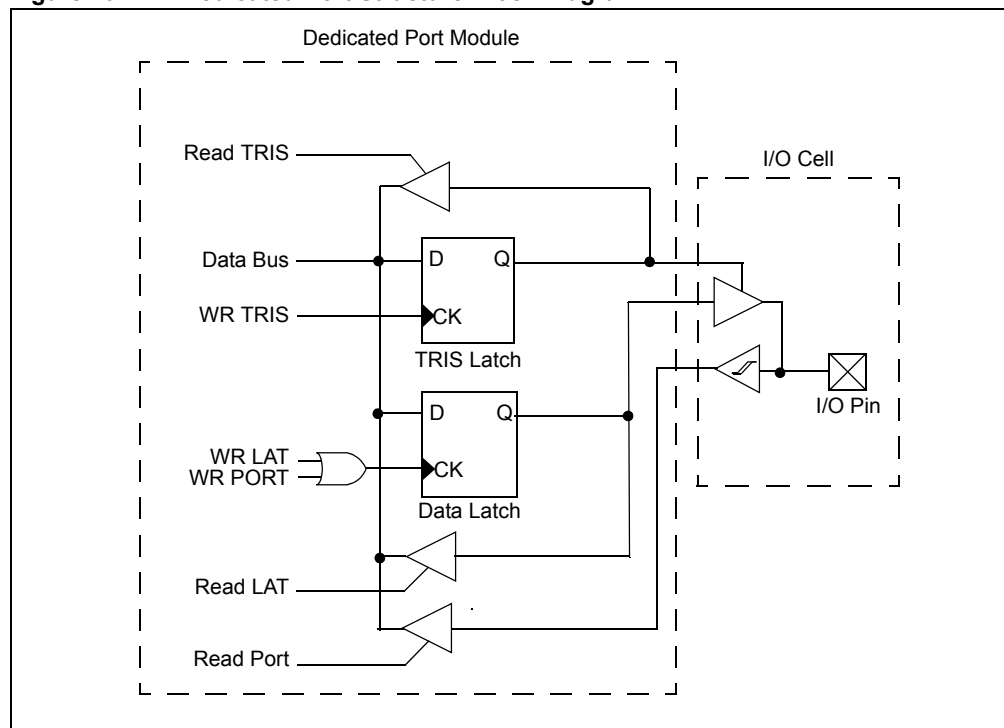 Dedicated Port Module
Read TRIS
I/O Cell
Data Bus
D
Q
WR TRIS
CK
TRIS Latch
I/O Pin
D
Q
WR LAT
WR PORT
CK
Data Latch
Read LAT
Read Port